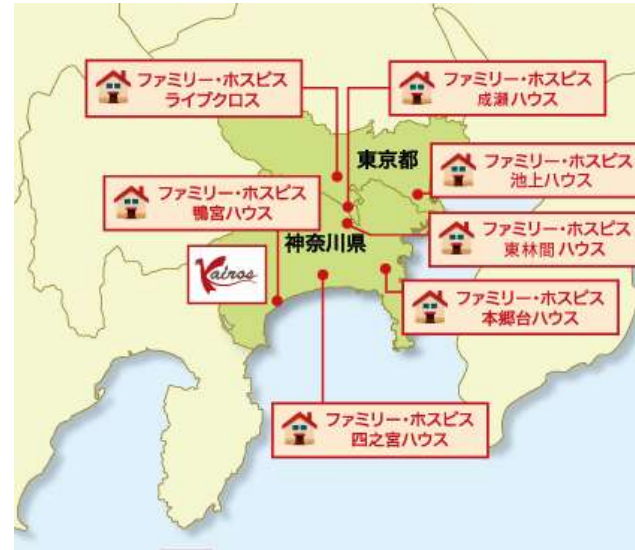 ファミリー・ホスピス
ライブクロス
ファミリー・ホスピス
成瀬ハウス
東京都
ファミリー・ホスピス
池上ハウス
ファミリー・ホスピス
鴨宮ハウス
ファミリー・ホスピス
東林間ハウス
神奈川県
Kairos
ファミリー・ホスピス
本郷台ハウス
ファミリー・ホスピス
四之宮ハウス